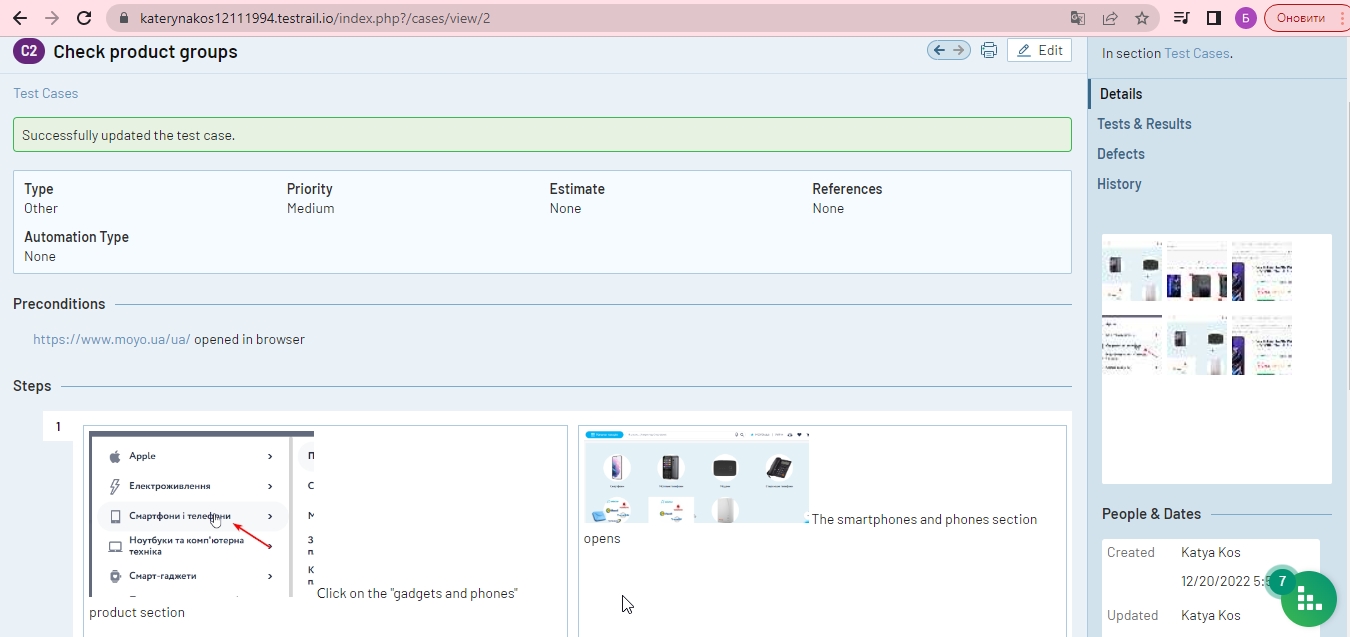 katerynakos12111994.testrail.io/index.php?/cases/view/2
Б
Оновити
C2 Check product groups
Edit
Test Cases
Successfully updated the test case.
Type
Other
Priority
Medium
Estimate
None
References
None
Automation Type
None
Preconditions
https://www.moyo.ua/ua/ opened in browser
Steps
1
Apple
Електроживлення
Смартфони і телефони
Ноутбуки та комп'ютерна
техніка
Смарт-гаджети
П
С
М
З
п
К
п
Click on the "gadgets and phones"
product section
The smartphones and phones section
opens
In section Test Cases.
Details
Tests & Results
Defects
History
People & Dates
Created Katya Kos
12/20/2022 5:5
Updated Katya Kos
7